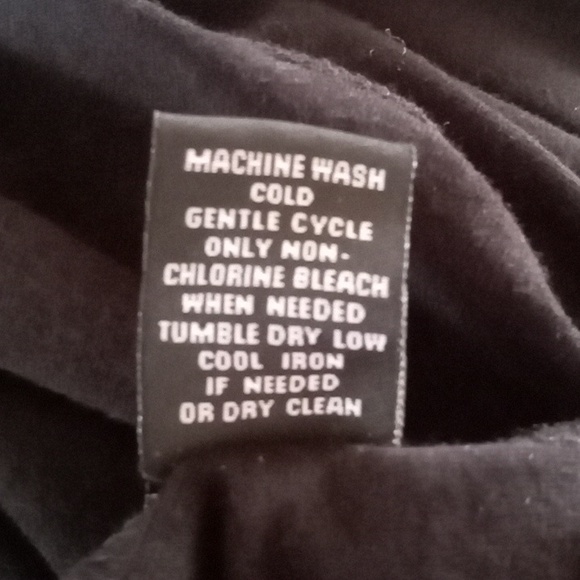 MACHINE WASH
COLD
GENTLE CYCLE
ONLY NON-
CHLORINE BLEACH
WHEN NEEDED
TUMBLE DRY LOW
COOL IRON
IF NEEDED
OR DRY CLEAN